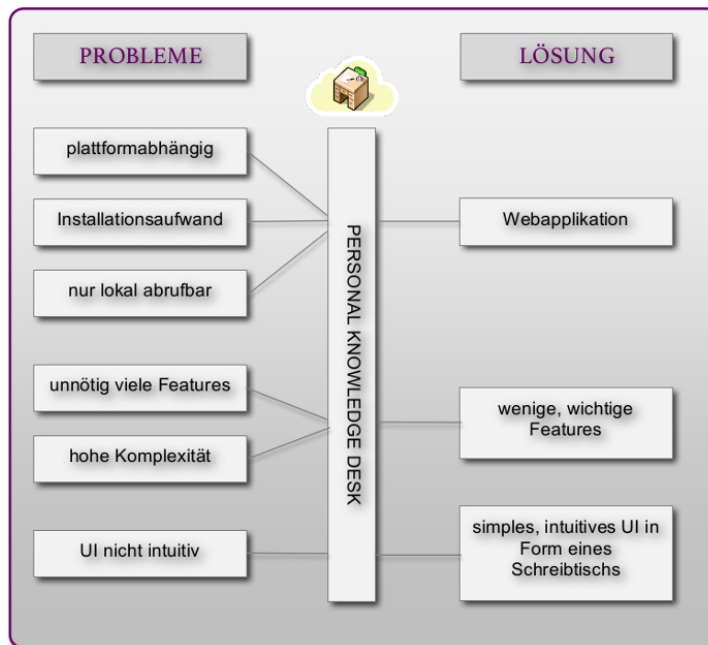 PROBLEME
LÖSUNG
plattformabhängig
Installationsaufwand
nur lokal abrufbar
unnötig viele Features
hohe Komplexität
UI nicht intuitiv
PERSONAL KNOWLEDGE DESK
Webapplikation
wenige, wichtige
Features
simples, intuitives UI in
Form eines
Schreibtischs